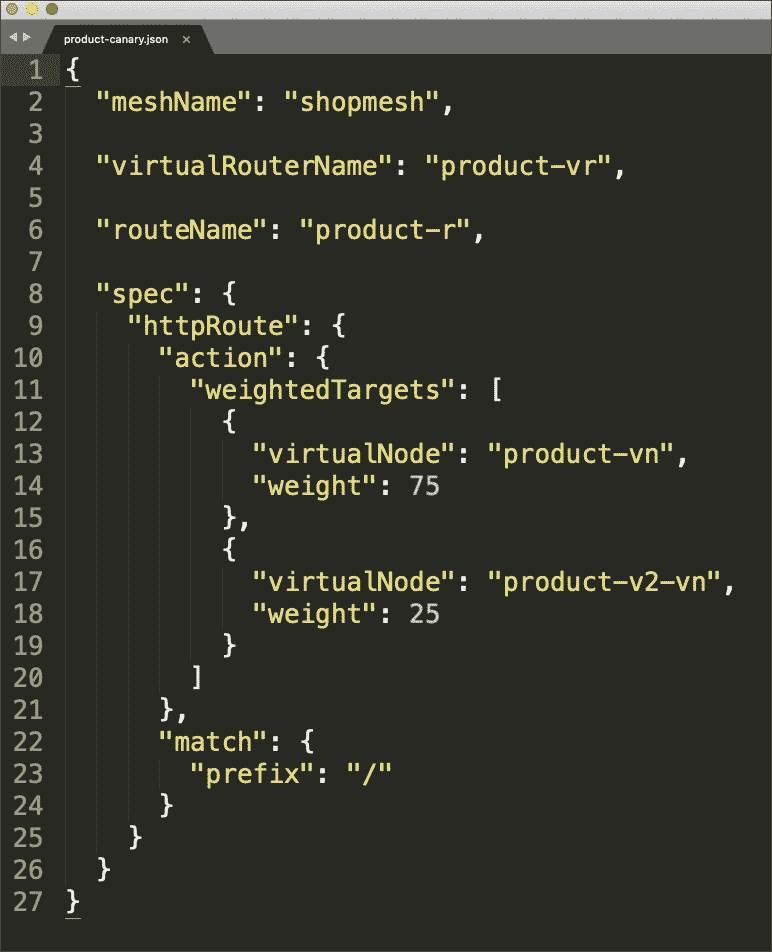 product-canary.json ×
1 {
2 "meshName": "shopmesh",
3
4 "virtualRouterName": "product-vr",
5
6 "routeName": "product-r",
7
8 "spec": {
9 "httpRoute": {
10 "action": {
11 "weightedTargets": [
12 {
13 "virtualNode": "product-vn",
14 "weight": 75
15 },
16 {
17 "virtualNode": "product-v2-vn",
18 "weight": 25
19 }
20 ]
21 },
22 "match": {
23 "prefix": "/"
24 }
25 }
26 }
27 }